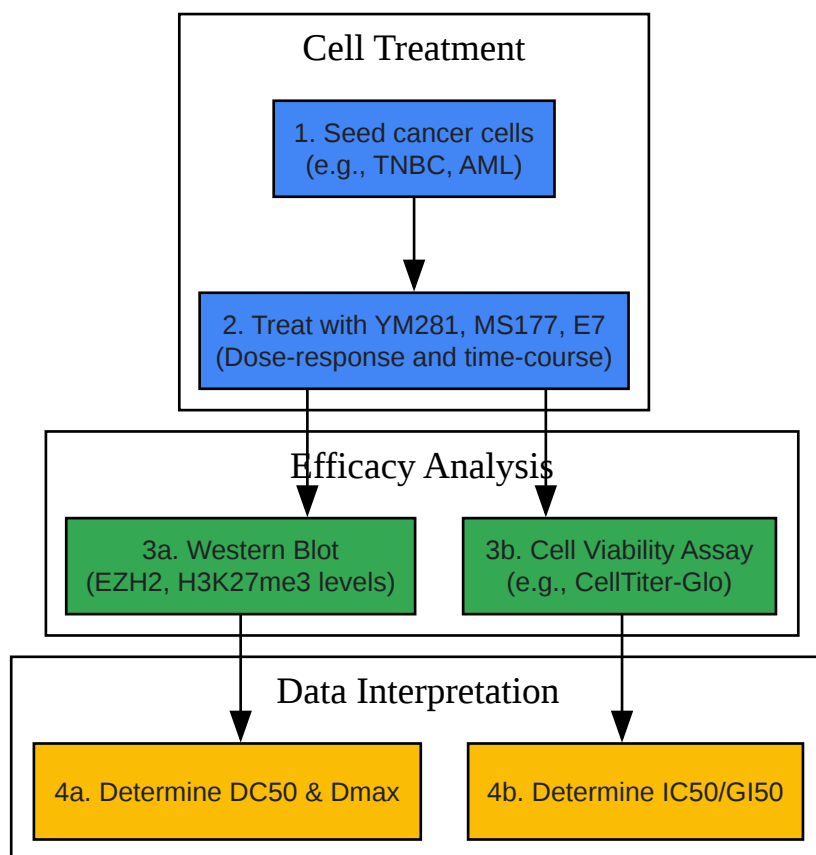 Cell Treatment
1. Seed cancer cells
(e.g., TNBC, AML)
2. Treat with YM281, MS177, E7
(Dose-response and time-course)
Efficacy Analysis
3a. Western Blot
(EZH2, H3K27me3 levels)
3b. Cell Viability Assay
(e.g., CellTiter-Glo)
Data Interpretation
4a. Determine DC50 & Dmax
4b. Determine IC50/GI50